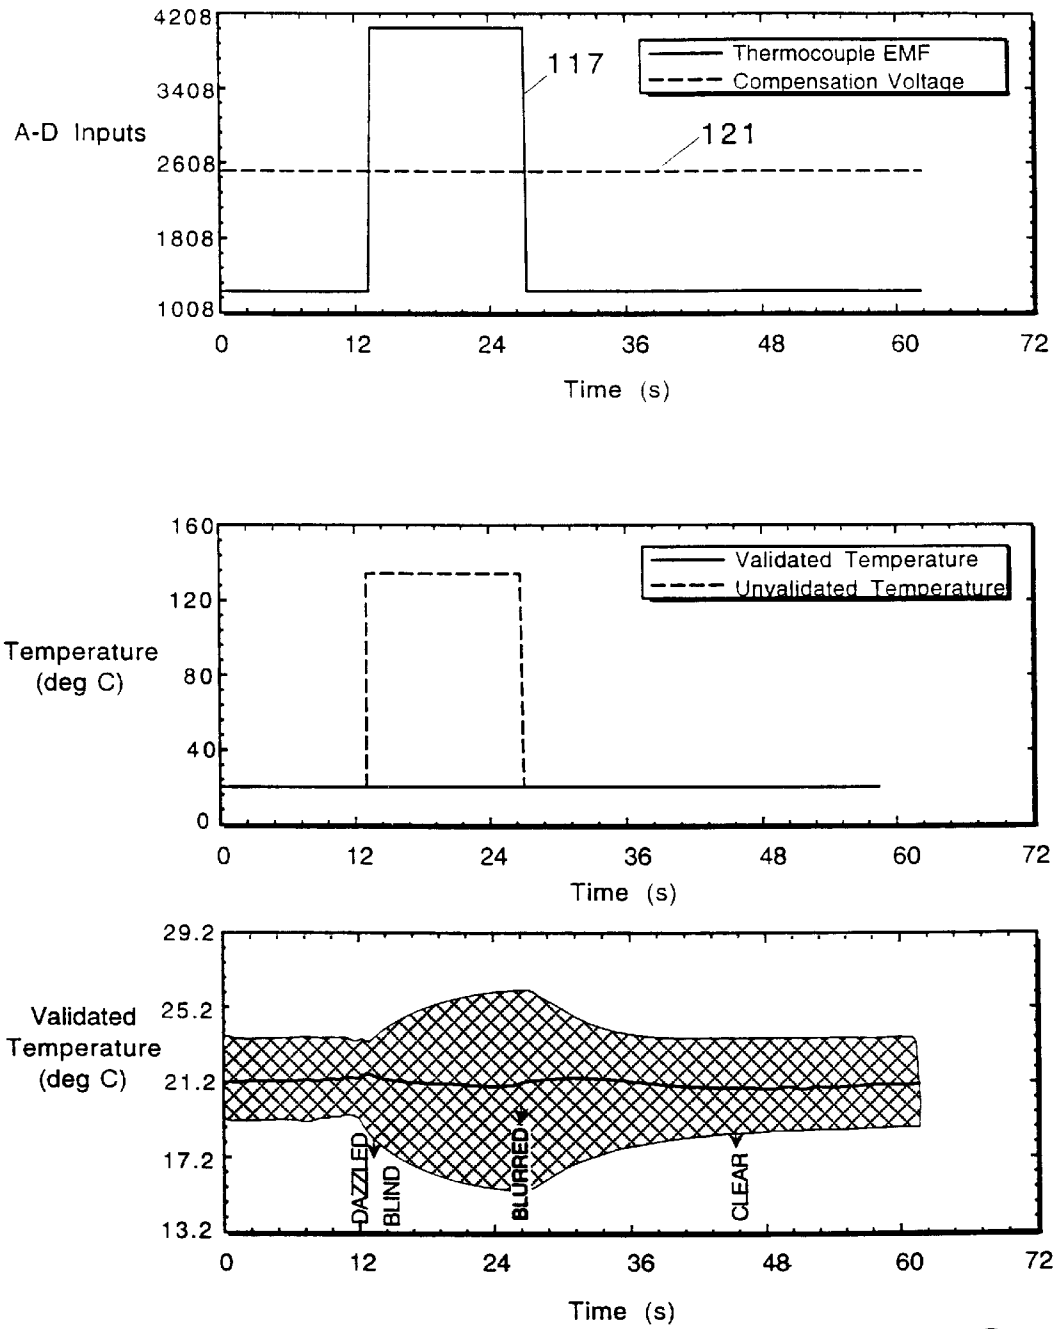 4208
3408
2608
1808
1008
A-D Inputs
117
121
Thermocouple EMF
Compensation Voltage
0 12 24 36 48 60 72
Time (s)
160
120
80
40
0
Temperature
(deg C)
Validated Temperature
Unvalidated Temperature
0 12 24 36 48 60 72
Time (s)
29.2
25.2
21.2
17.2
13.2
Validated
Temperature
(deg C)
DAZZLED
BLIND
BLURRED
CLEAR
0 12 24 36 48 60 72
Time (s)